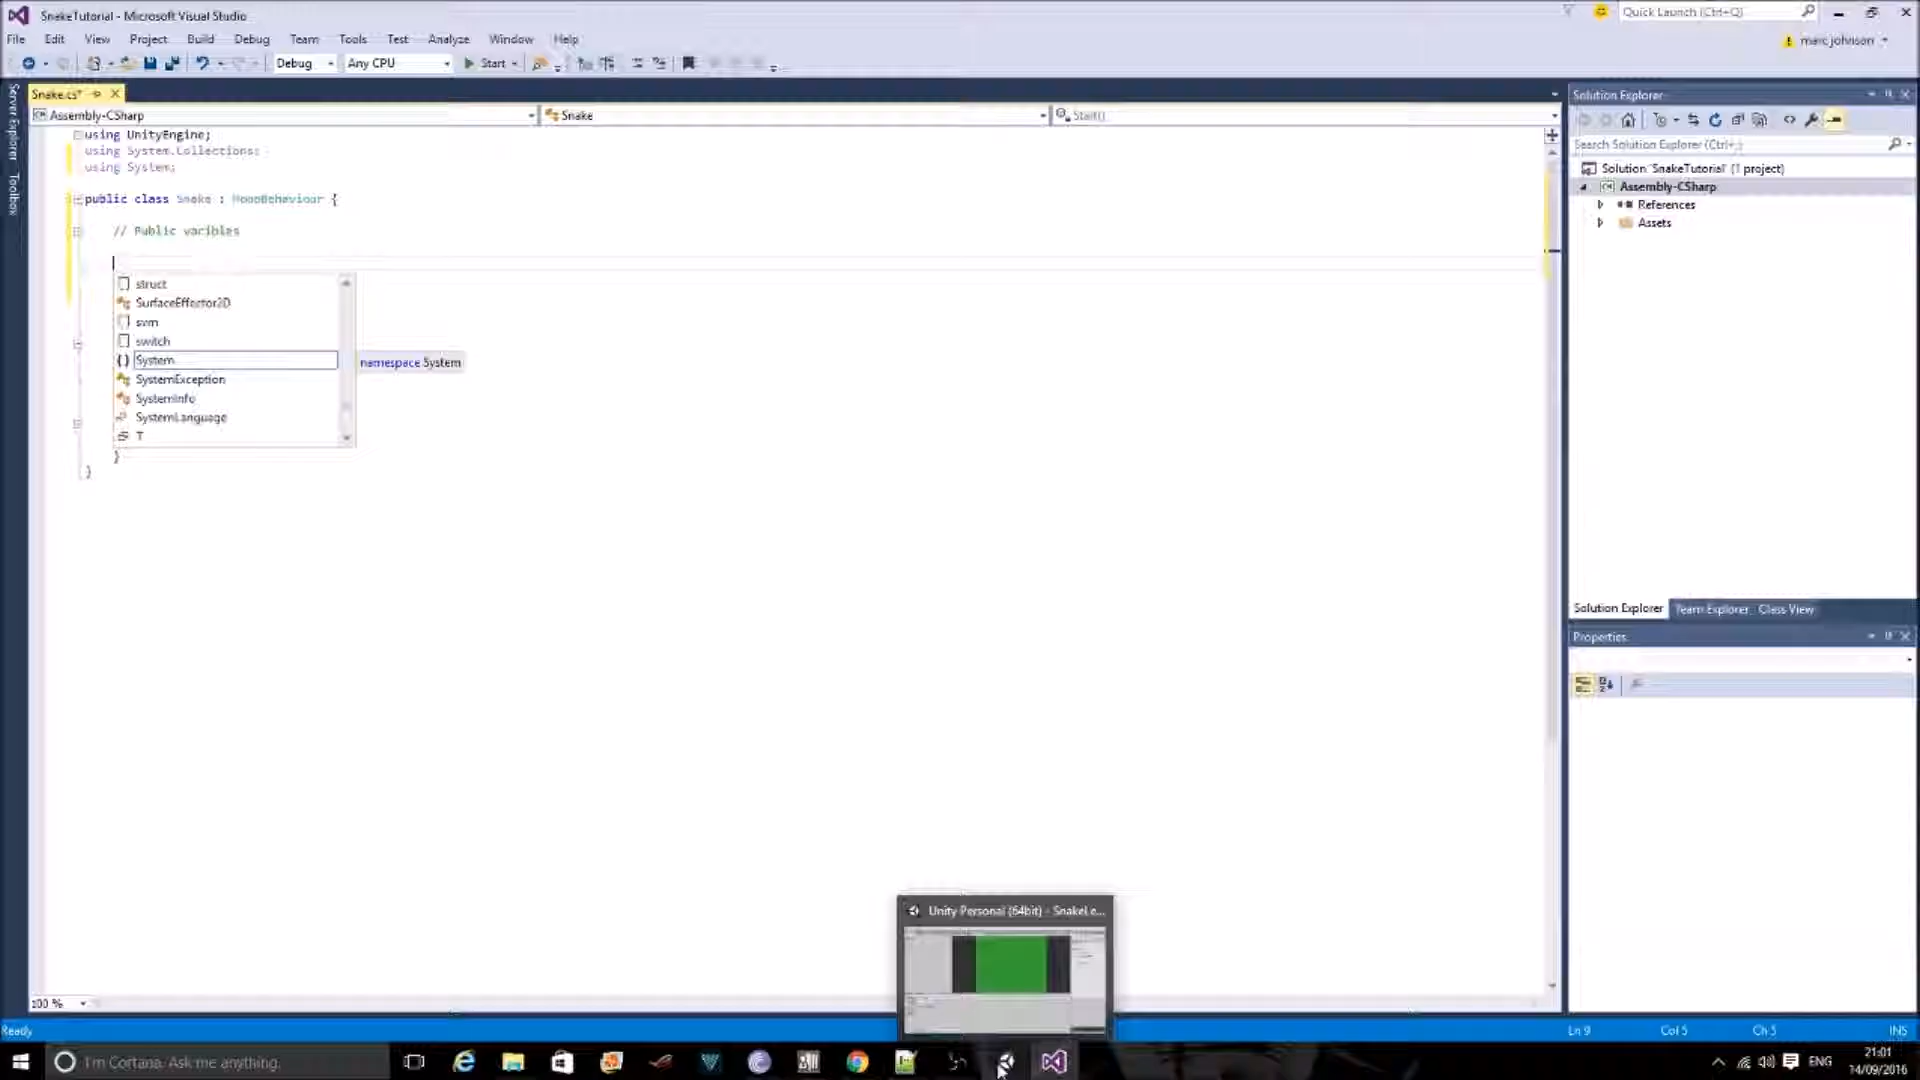 SnakeTutorial - Microsoft Visual Studio
Quick Launch (Ctrl+Q)
File Edit View Project Build Debug Team Tools Test Analyze Window Help
marc johnson
Debug Any CPU Start
Snake.cs*
Assembly-CSharp Snake Start()
Server Explorer
Toolbox
using UnityEngine;
using System.Collections;
using System;
public class Snake : MonoBehaviour {
// Public varibles
struct
SurfaceEffector2D
svm
switch
System
namespace System
SystemException
SystemInfo
SystemLanguage
T
}
}
Solution Explorer
Search Solution Explorer (Ctrl+;)
Solution 'SnakeTutorial' (1 project)
Assembly-CSharp
References
Assets
Solution Explorer Team Explorer Class View
Properties
Unity Personal (64bit) - SnakeLe...
100 %
Ready
Ln 9 Col 5 Ch 5 INS
I'm Cortana. Ask me anything.
ENG
21:01
14/09/2016